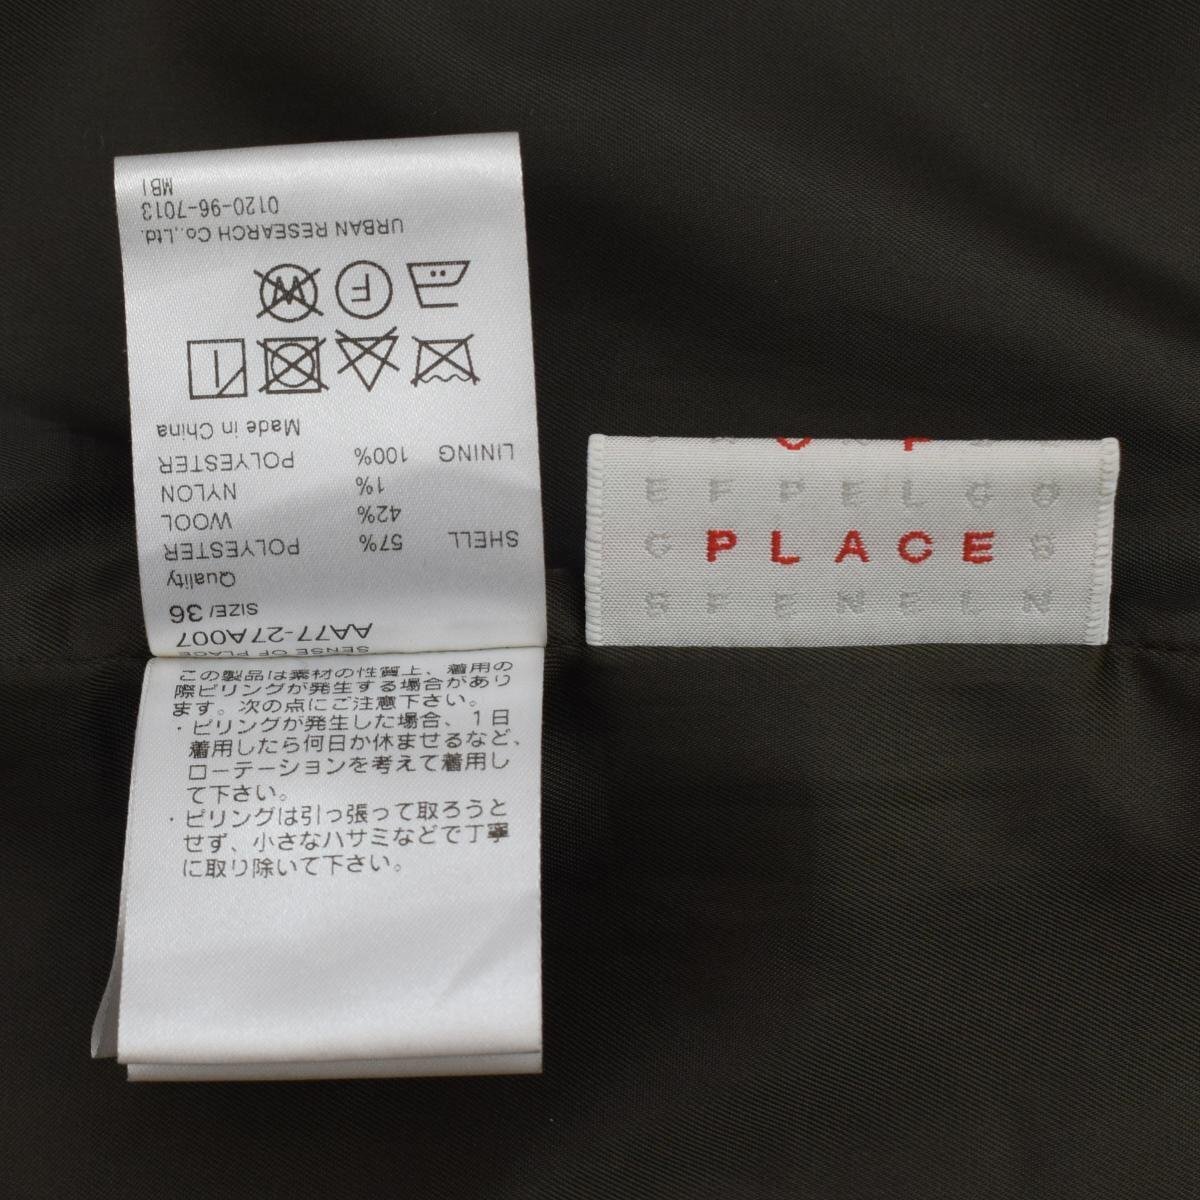 SENSE OF PLACE
AA77-27A007
SIZE/36
Quality
SHELL POLYESTER 57%
WOOL 42%
NYLON 1%
LINING POLYESTER 100%
Made in China
F
W
URBAN RESEARCH Co.,Ltd.
0120-96-7013
MB1
この製品は素材の性質上、着用の
際ピリングが発生する場合があり
ます。次の点にご注意下さい。
・ピリングが発生した場合、1日
着用したら何日か休ませるなど、
ローテーションを考えて着用し
て下さい。
・ピリングは引っ張って取ろうと
せず、小さなハサミなどで丁寧
に取り除いて下さい。
O F
PLACE